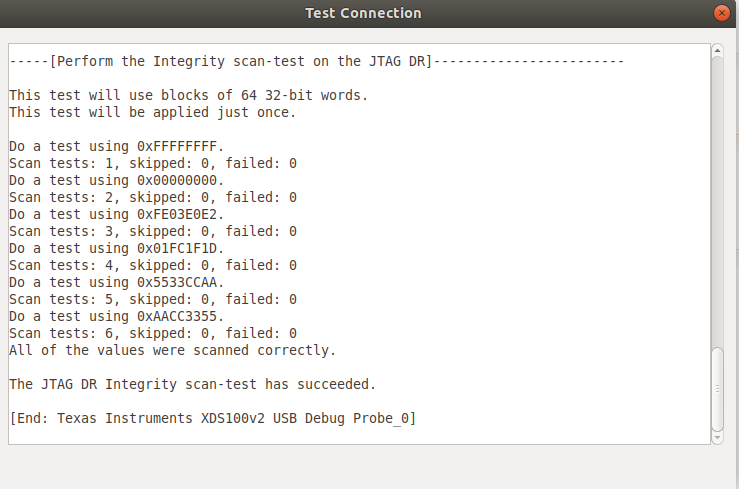 Test Connection
-----[Perform the Integrity scan-test on the JTAG DR]------------------------
This test will use blocks of 64 32-bit words.
This test will be applied just once.
Do a test using 0xFFFFFFFF.
Scan tests: 1, skipped: 0, failed: 0
Do a test using 0x00000000.
Scan tests: 2, skipped: 0, failed: 0
Do a test using 0xFE03E0E2.
Scan tests: 3, skipped: 0, failed: 0
Do a test using 0x01FC1F1D.
Scan tests: 4, skipped: 0, failed: 0
Do a test using 0x5533CCAA.
Scan tests: 5, skipped: 0, failed: 0
Do a test using 0xAACC3355.
Scan tests: 6, skipped: 0, failed: 0
All of the values were scanned correctly.
The JTAG DR Integrity scan-test has succeeded.
[End: Texas Instruments XDS100v2 USB Debug Probe_0]